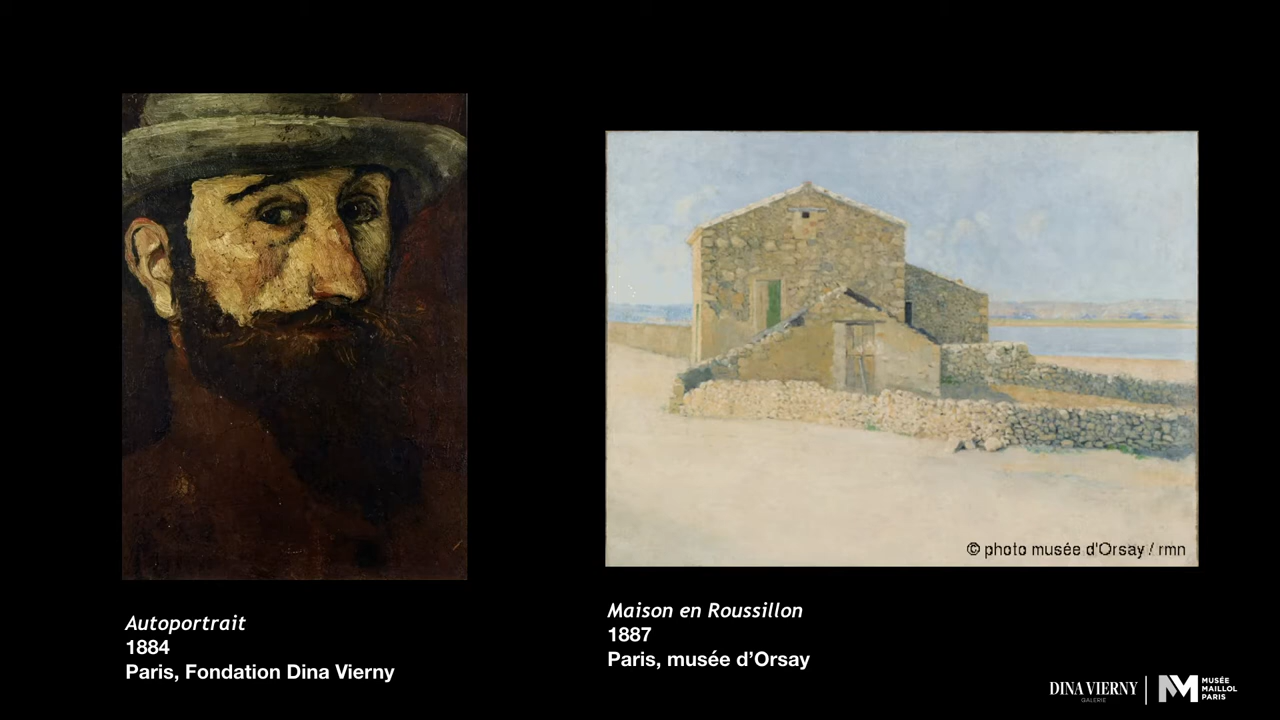 © photo musée d'Orsay / rmn
Autoportrait
1884
Paris, Fondation Dina Vierny
Maison en Roussillon
1887
Paris, musée d’Orsay
DINA VIERNY
GALERIE
M
MUSÉE
MAILLOL
PARIS